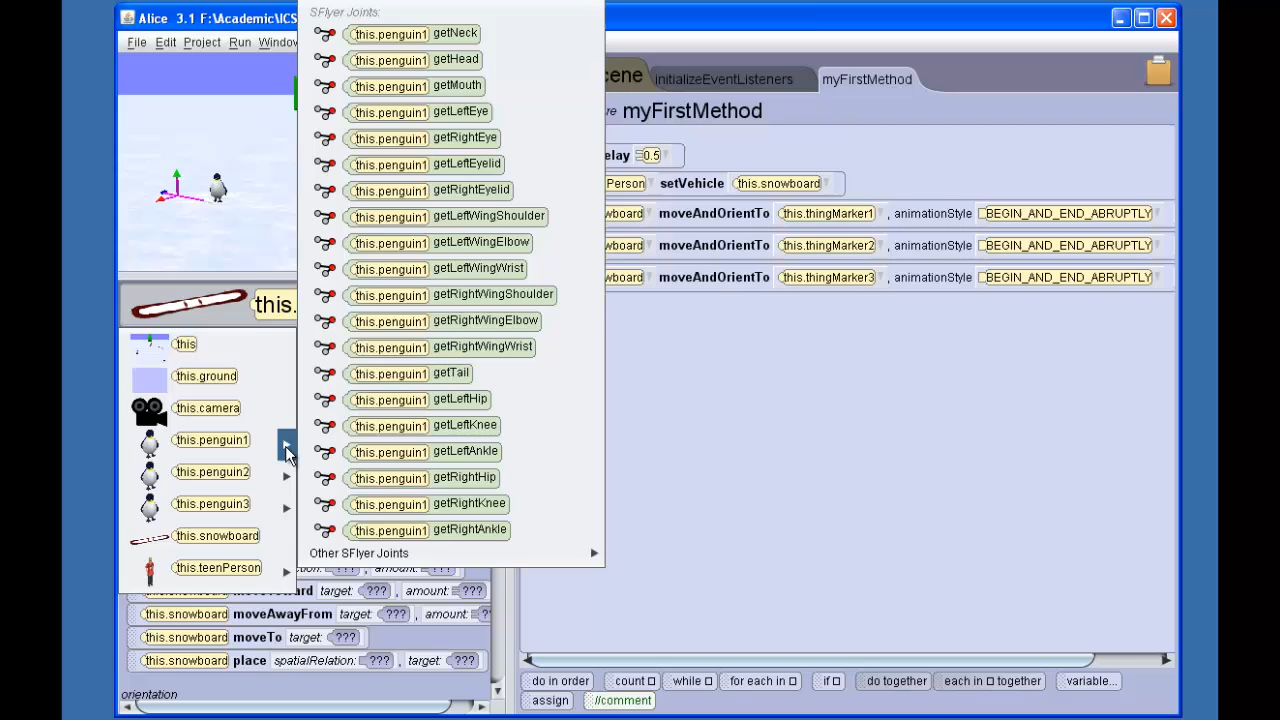 Alice 3.1 F:\Academic\ICS
File Edit Project Run Window
SFlyer Joints:
this.penguin1 getNeck
this.penguin1 getHead
this.penguin1 getMouth
this.penguin1 getLeftEye
this.penguin1 getRightEye
this.penguin1 getLeftEyelid
this.penguin1 getRightEyelid
this.penguin1 getLeftWingShoulder
this.penguin1 getLeftWingElbow
this.penguin1 getLeftWingWrist
this.penguin1 getRightWingShoulder
this.penguin1 getRightWingElbow
this.penguin1 getRightWingWrist
this.penguin1 getTail
this.penguin1 getLeftHip
this.penguin1 getLeftKnee
this.penguin1 getLeftAnkle
this.penguin1 getRightHip
this.penguin1 getRightKnee
this.penguin1 getRightAnkle
Other SFlyer Joints
this.
this
this.ground
this.camera
this.penguin1
this.penguin2
this.penguin3
this.snowboard
this.teenPerson
??? , amount: ???
target: ??? , amount: ???
this.snowboard moveAwayFrom target: ??? , amount: ?
this.snowboard moveTo target: ???
this.snowboard place spatialRelation: ??? , target: ???
orientation
cene initializeEventListeners myFirstMethod
re myFirstMethod
elay 0.5
Person setVehicle this.snowboard
wboard moveAndOrientTo this.thingMarker1 , animationStyle BEGIN_AND_END_ABRUPTLY
wboard moveAndOrientTo this.thingMarker2 , animationStyle BEGIN_AND_END_ABRUPTLY
wboard moveAndOrientTo this.thingMarker3 , animationStyle BEGIN_AND_END_ABRUPTLY
do in order count while for each in if do together each in together variable...
assign //comment